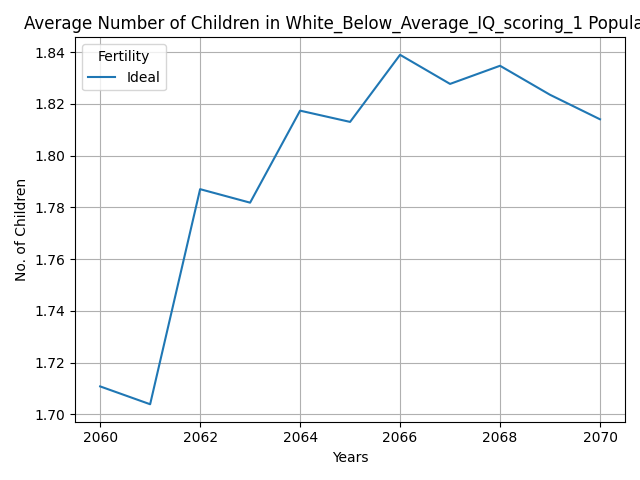 Average Number of Children in White_Below_Average_IQ_scoring_1 Popula
Fertility
Ideal
No. of Children
1.84
1.82
1.80
1.78
1.76
1.74
1.72
1.70
2060 2062 2064 2066 2068 2070
Years